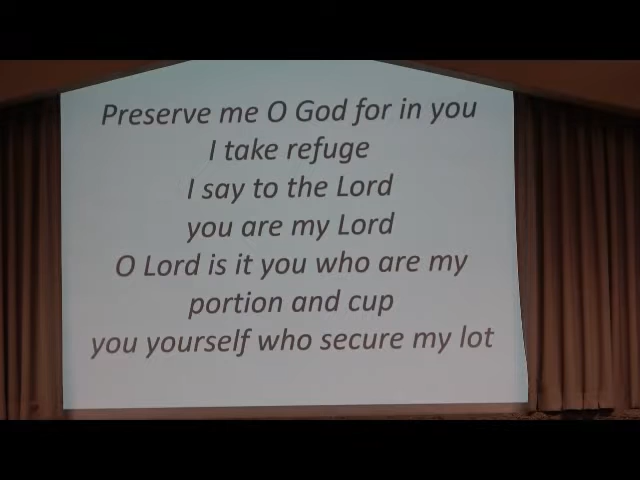 Preserve me O God for in you
I take refuge
I say to the Lord
you are my Lord
O Lord is it you who are my
portion and cup
you yourself who secure my lot